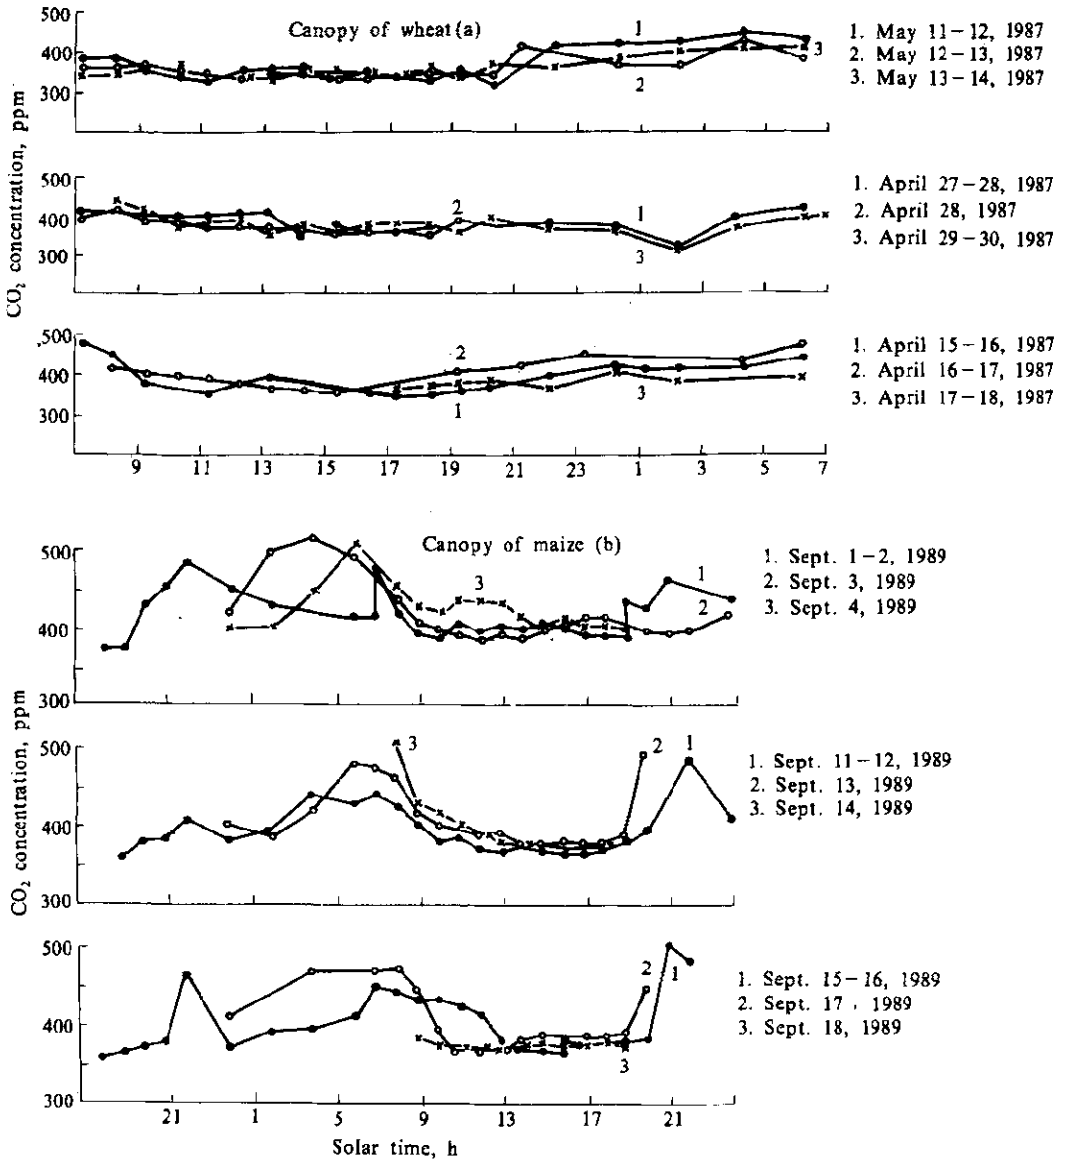 Canopy of wheat (a)
500
400
300
1
2
3
1. May 11-12, 1987
2. May 12-13, 1987
3. May 13-14, 1987
500
400
300
2
1
3
1. April 27-28, 1987
2. April 28, 1987
3. April 29-30, 1987
CO₂ concentration, ppm
500
400
300
2
1
3
1. April 15-16, 1987
2. April 16-17, 1987
3. April 17-18, 1987
9 11 13 15 17 19 21 23 1 3 5 7
Canopy of maize (b)
500
400
300
3
1
2
1. Sept. 1-2, 1989
2. Sept. 3, 1989
3. Sept. 4, 1989
CO₂ concentration, ppm
500
400
300
3
2
1
1. Sept. 11-12, 1989
2. Sept. 13, 1989
3. Sept. 14, 1989
500
400
300
2
1
3
1. Sept. 15-16, 1989
2. Sept. 17, 1989
3. Sept. 18, 1989
21 1 5 9 13 17 21
Solar time, h